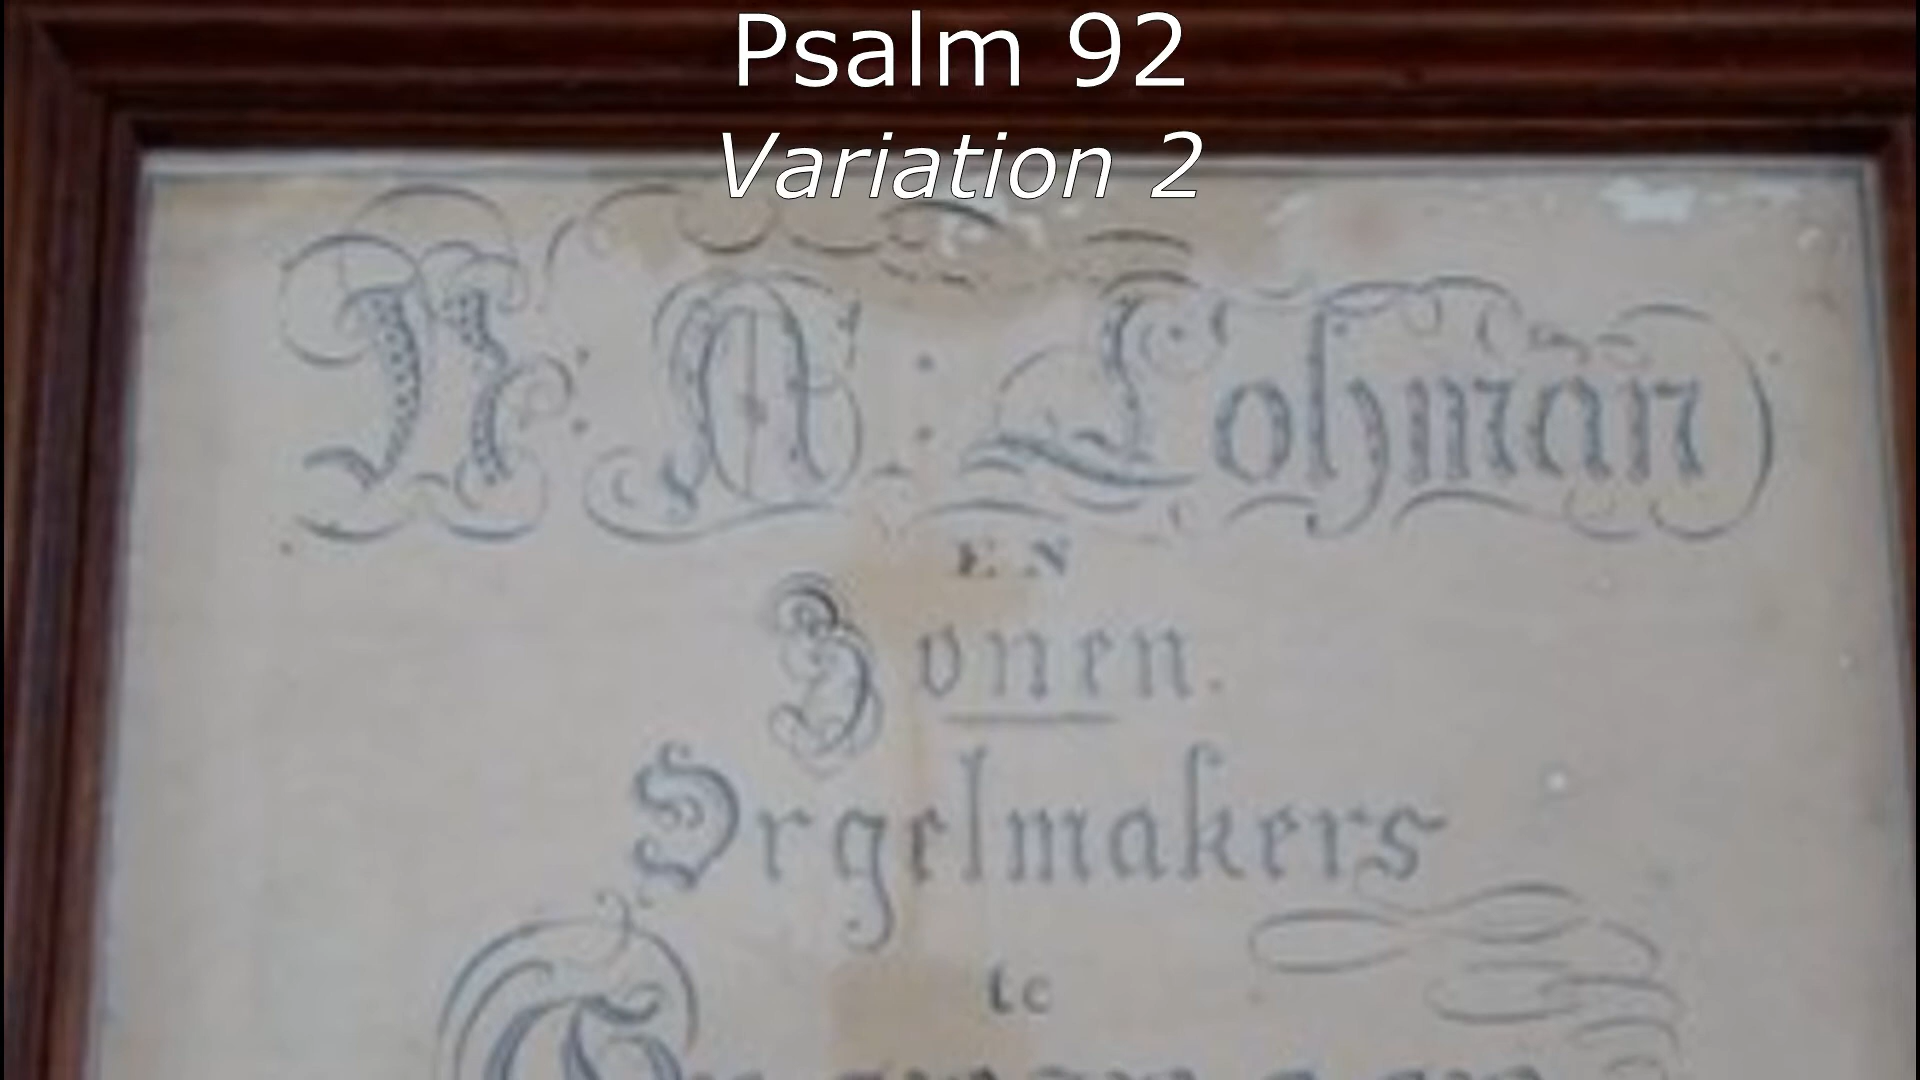 Psalm 92
Variation 2
N: A: Lohman
EN
Zonen.
Orgelmakers
te